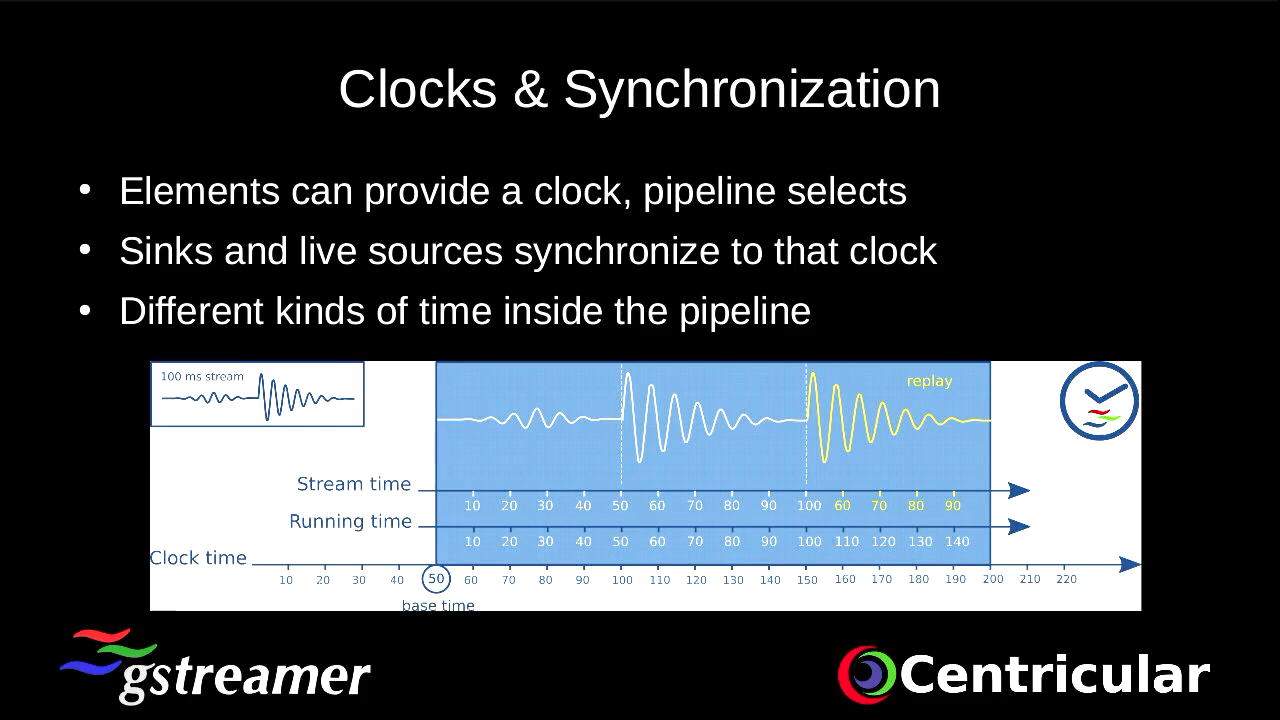 Clocks & Synchronization
• Elements can provide a clock, pipeline selects
• Sinks and live sources synchronize to that clock
• Different kinds of time inside the pipeline
100 ms stream
replay
Stream time
10 20 30 40 50 60 70 80 90 100 60 70 80 90
Running time
10 20 30 40 50 60 70 80 90 100 110 120 130 140
Clock time
10 20 30 40 50 60 70 80 90 100 110 120 130 140 150 160 170 180 190 200 210 220
base time
gstreamer
Centricular